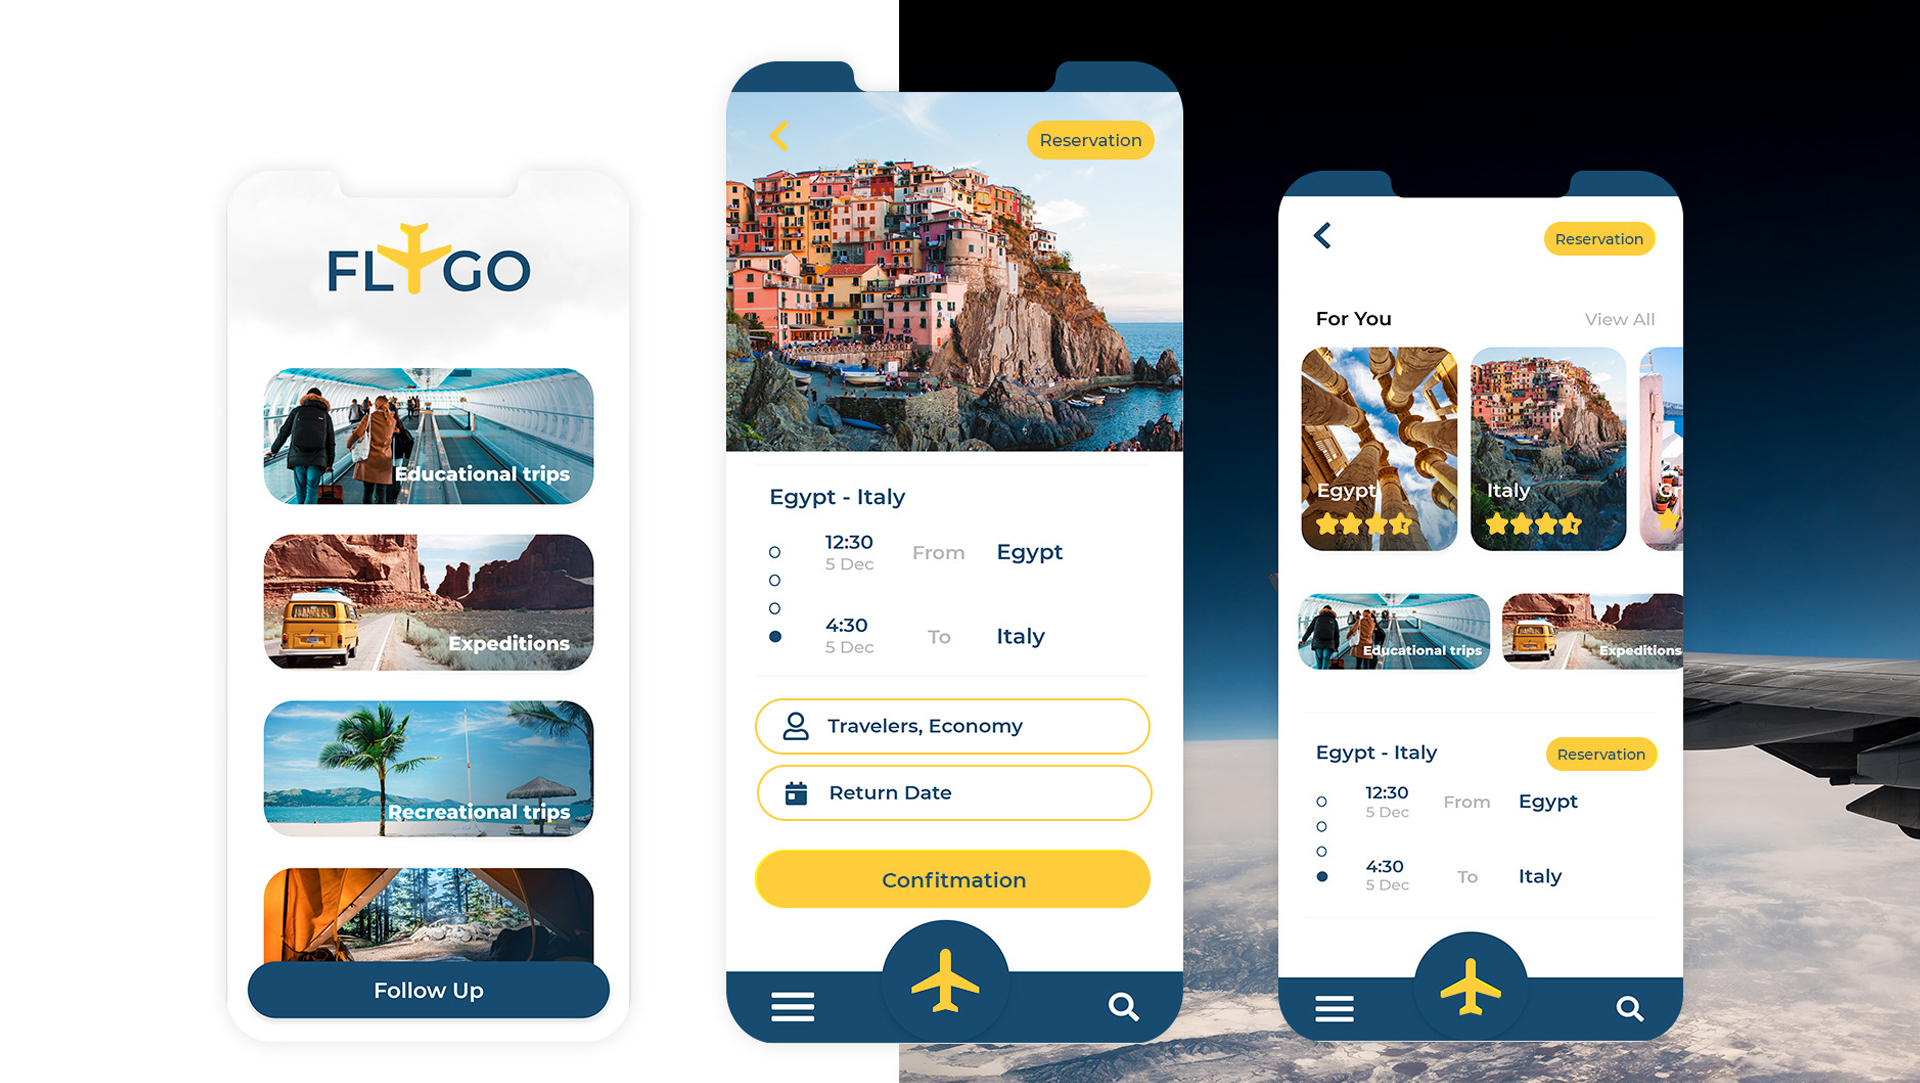 FLYGO
Educational trips
Expeditions
Recreational trips
Follow Up
Reservation
Egypt - Italy
12:30 From Egypt
5 Dec
4:30 To Italy
5 Dec
Travelers, Economy
Return Date
Confitmation
Reservation
For You View All
Egypt Italy Gr
Educational trips Expeditions
Egypt - Italy Reservation
12:30 From Egypt
5 Dec
4:30 To Italy
5 Dec